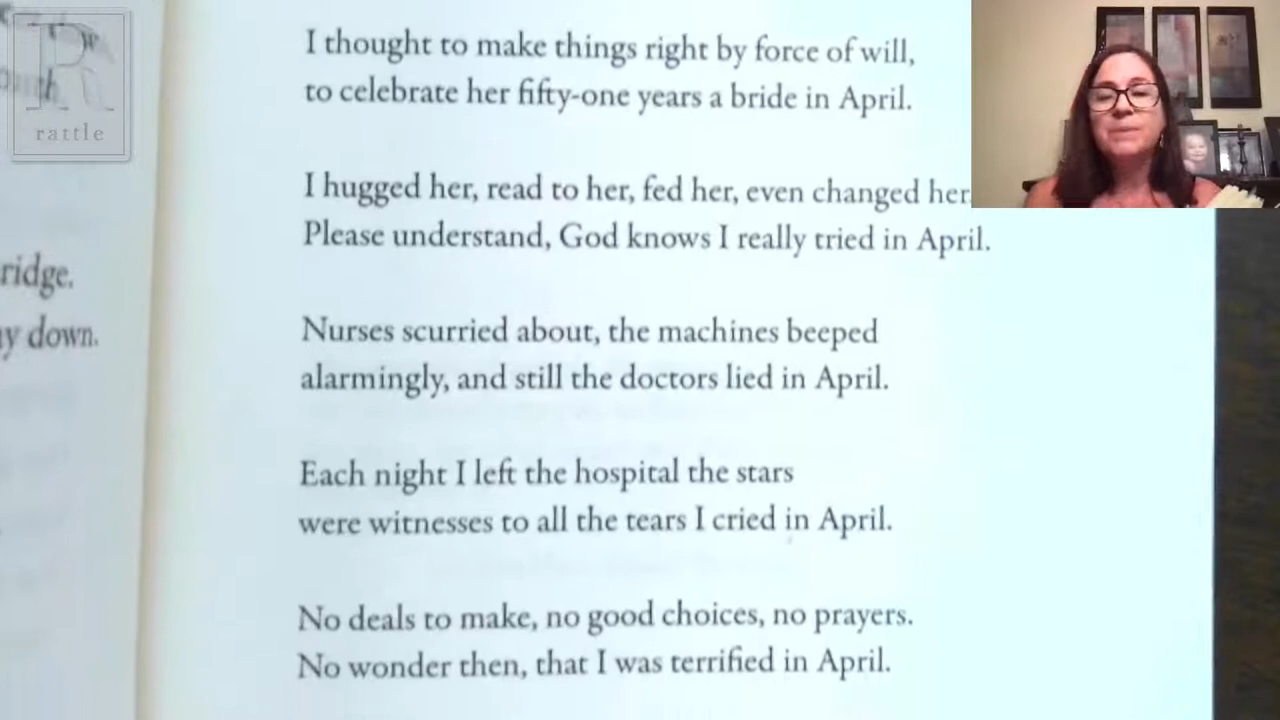 rattle
ridge.
down.
I thought to make things right by force of will,
to celebrate her fifty-one years a bride in April.
I hugged her, read to her, fed her, even changed her.
Please understand, God knows I really tried in April.
Nurses scurried about, the machines beeped
alarmingly, and still the doctors lied in April.
Each night I left the hospital the stars
were witnesses to all the tears I cried in April.
No deals to make, no good choices, no prayers.
No wonder then, that I was terrified in April.